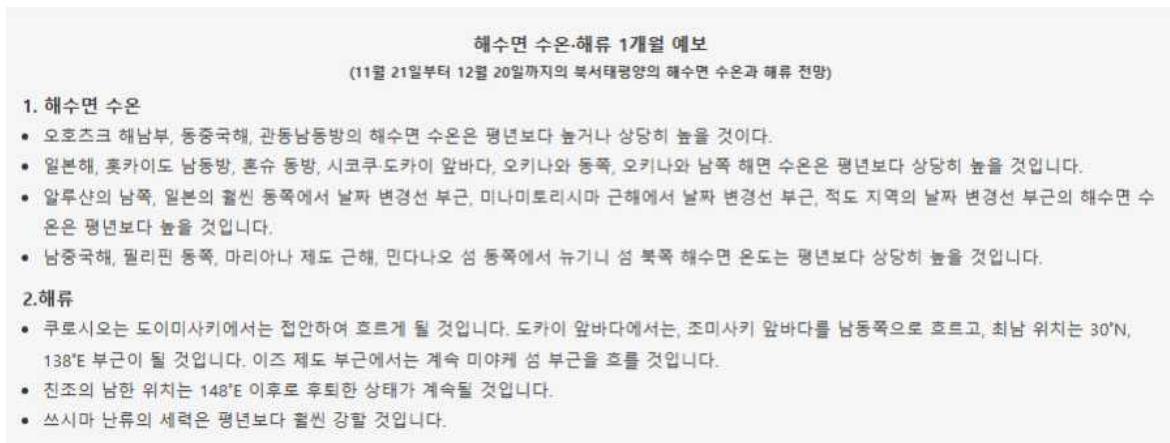 해수면 수온·해류 1개월 예보
(11월 21일부터 12월 20일까지의 북서태평양의 해수면 수온과 해류 전망)
1. 해수면 수온
• 오호츠크 해남부, 동중국해, 관동남동방의 해수면 수온은 평년보다 높거나 상당히 높을 것이다.
• 일본해, 홋카이도 남동방, 혼슈 동방, 시코쿠·도카이 앞바다, 오키나와 동쪽, 오키나와 남쪽 해면 수온은 평년보다 상당히 높을 것입니다.
• 알루샨의 남쪽, 일본의 훨씬 동쪽에서 날짜 변경선 부근, 미나미토리시마 근해에서 날짜 변경선 부근, 적도 지역의 날짜 변경선 부근의 해수면 수
온은 평년보다 높을 것입니다.
• 남중국해, 필리핀 동쪽, 마리아나 제도 근해, 민다나오 섬 동쪽에서 뉴기니 섬 북쪽 해수면 온도는 평년보다 상당히 높을 것입니다.
2.해류
• 쿠로시오는 도이미사키에서는 접안하여 흐르게 될 것입니다. 도카이 앞바다에서는, 조미사키 앞바다를 남동쪽으로 흐르고, 최남 위치는 30°N,
138°E 부근이 될 것입니다. 이즈 제도 부근에서는 계속 미야케 섬 부근을 흐를 것입니다.
• 친조의 남한 위치는 148°E 이후로 후퇴한 상태가 계속될 것입니다.
• 쓰시마 난류의 세력은 평년보다 훨씬 강할 것입니다.